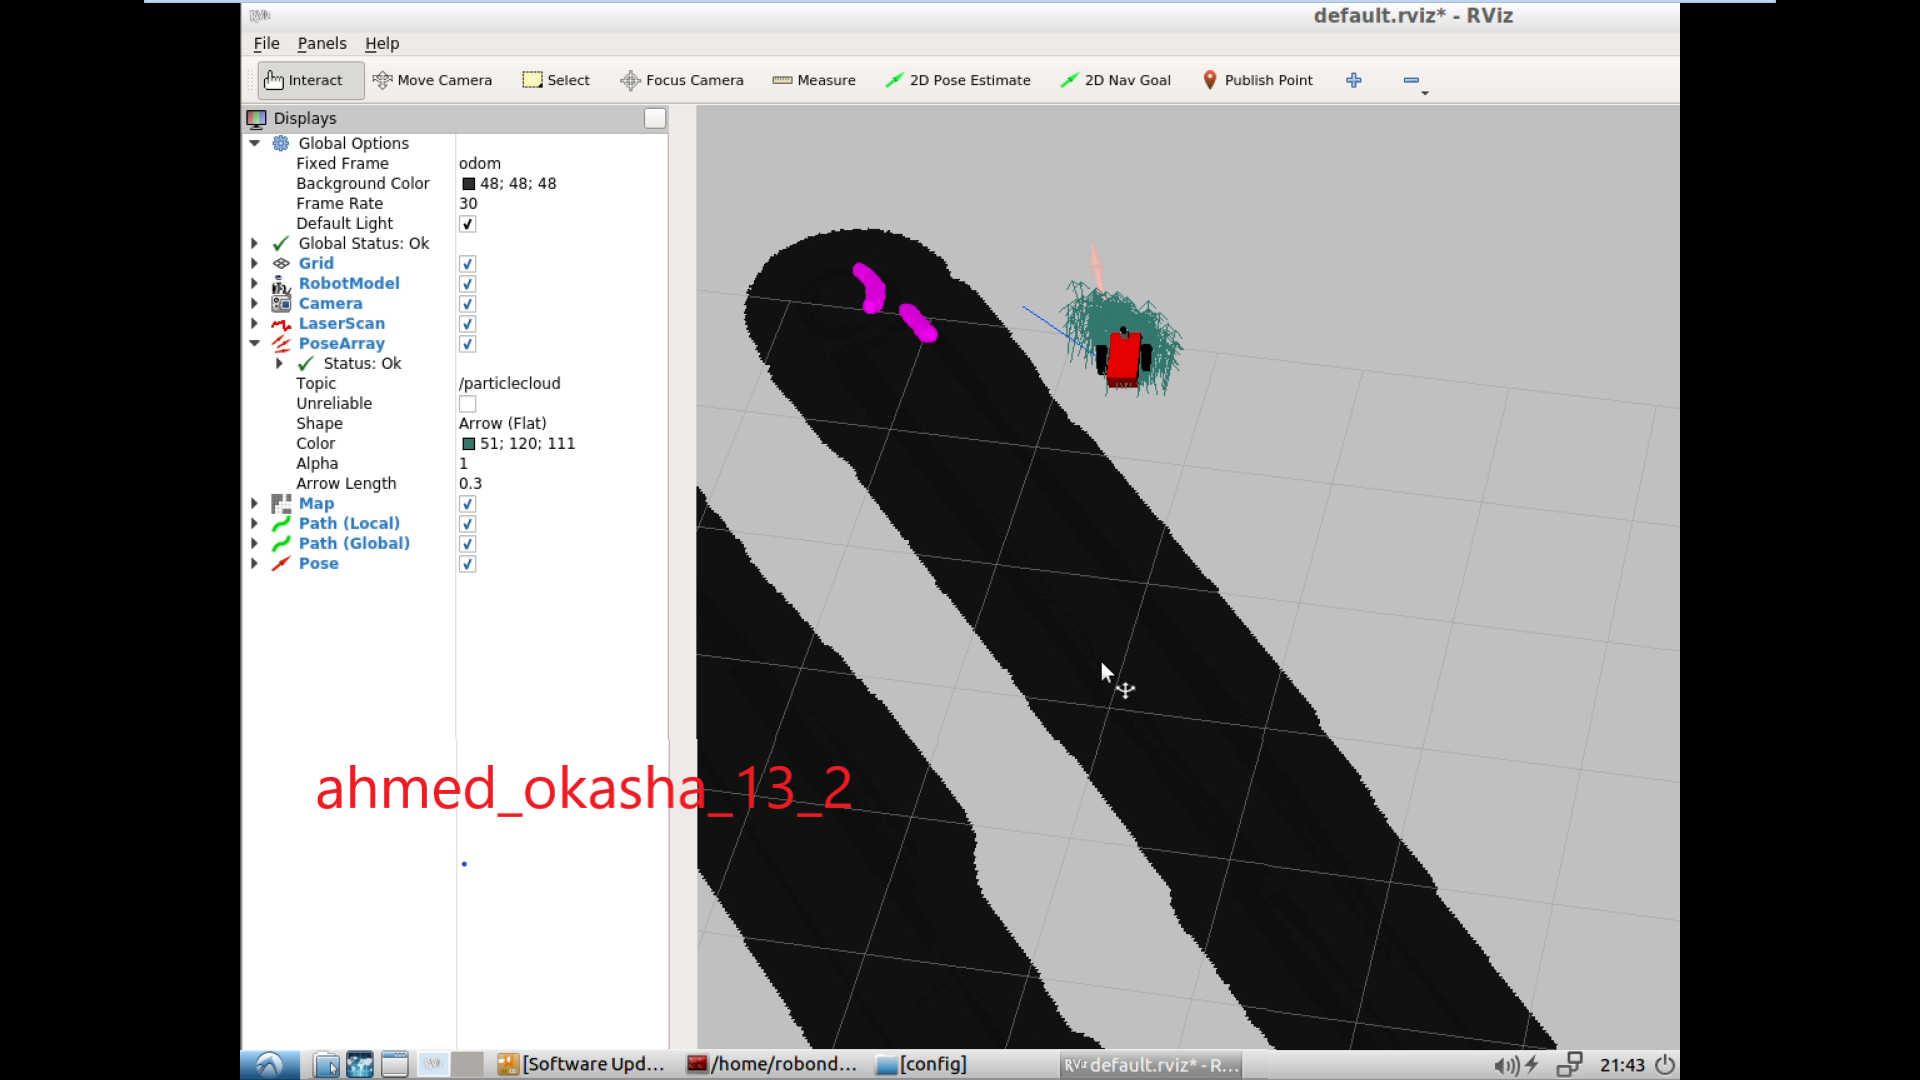 RViz
default.rviz* - RViz
File Panels Help
Interact Move Camera Select Focus Camera Measure 2D Pose Estimate 2D Nav Goal Publish Point
Displays
Global Options
Fixed Frame odom
Background Color 48; 48; 48
Frame Rate 30
Default Light
Global Status: Ok
Grid
RobotModel
Camera
LaserScan
PoseArray
Status: Ok
Topic /particlecloud
Unreliable
Shape Arrow (Flat)
Color 51; 120; 111
Alpha 1
Arrow Length 0.3
Map
Path (Local)
Path (Global)
Pose
ahmed_okasha_13_2
RViz [Software Upd... /home/robond... [config] RViz default.rviz* - R... 21:43